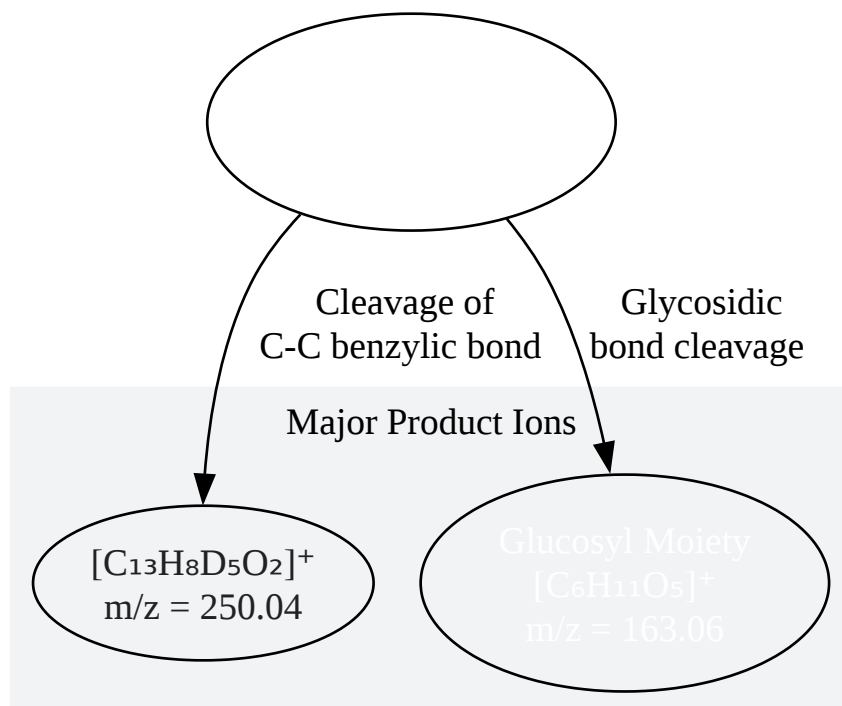 Cleavage of
C-C benzylic bond
Glycosidic
bond cleavage
Major Product Ions
[C₁₃H₈D₅O₂]⁺
m/z = 250.04
Glucosyl Moiety
[C₆H₁₁O₅]⁺
m/z = 163.06